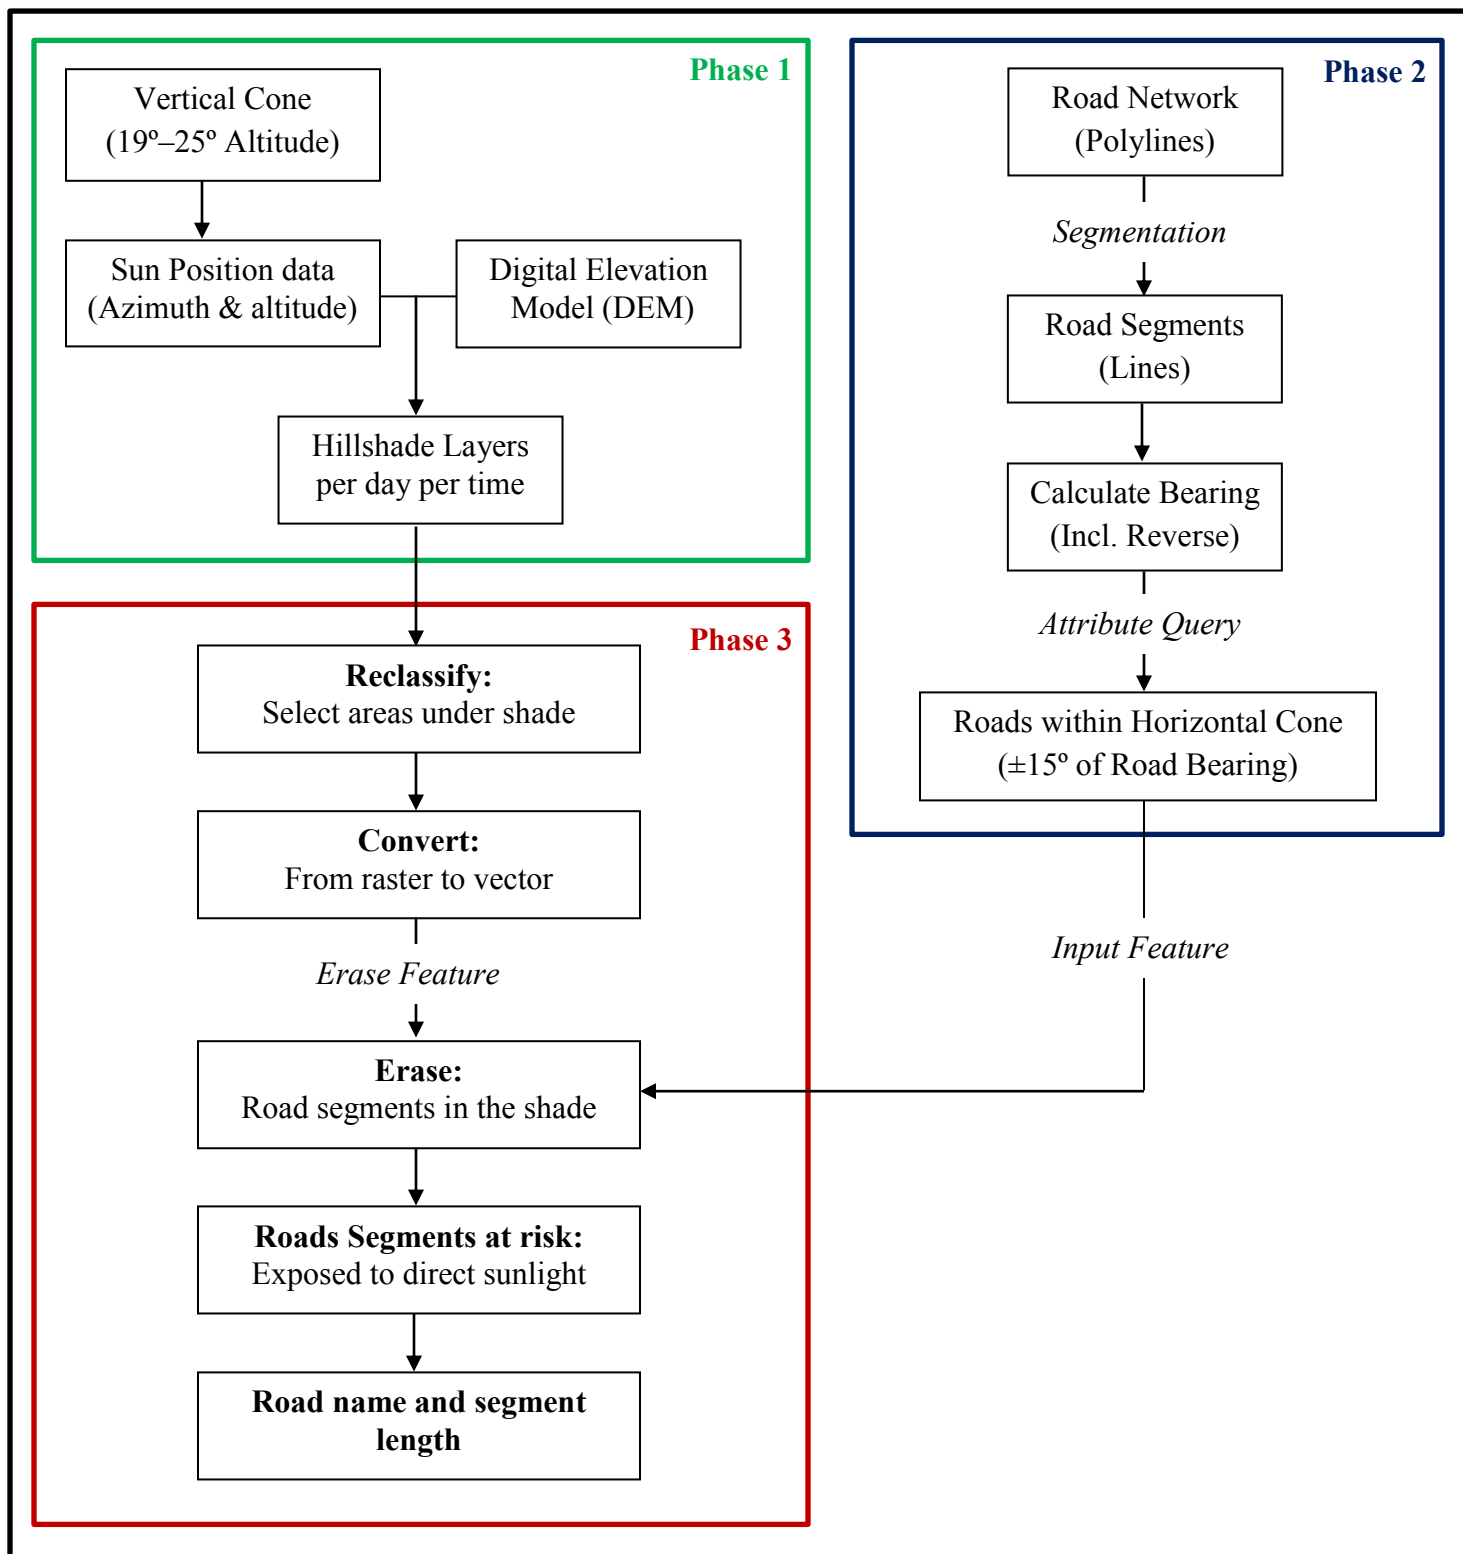 Phase 1
Vertical Cone
(19º–25º Altitude)
Sun Position data
(Azimuth & altitude)
Digital Elevation
Model (DEM)
Hillshade Layers
per day per time
Phase 2
Road Network
(Polylines)
Segmentation
Road Segments
(Lines)
Calculate Bearing
(Incl. Reverse)
Attribute Query
Roads within Horizontal Cone
(±15º of Road Bearing)
Input Feature
Phase 3
Reclassify:
Select areas under shade
Convert:
From raster to vector
Erase Feature
Erase:
Road segments in the shade
Roads Segments at risk:
Exposed to direct sunlight
Road name and segment
length